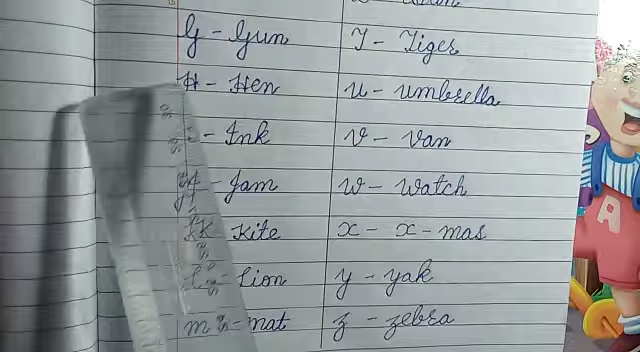 G - Gun
H - Hen
- Ink
- Jam
K Kite
L - Lion
m - mat
T - Tiger
u - umbrella
v - van
w - watch
x - x - mas
y - yak
z - zebra
A